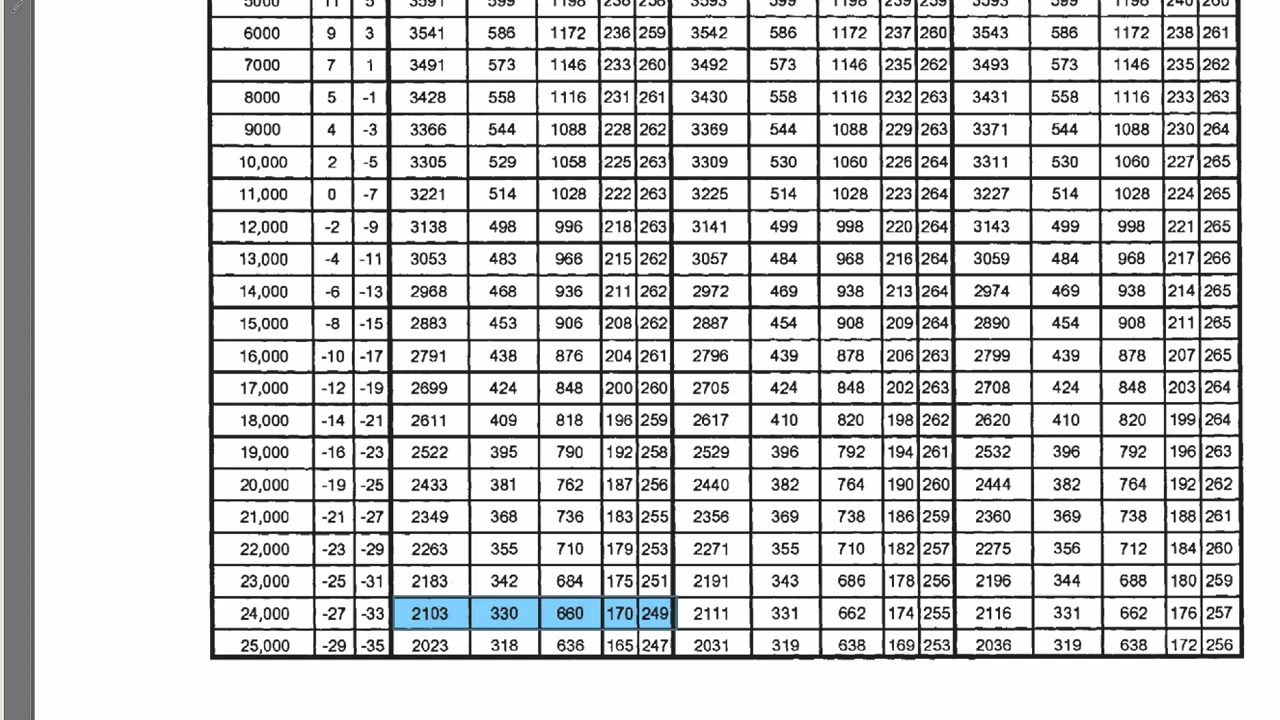 5000 11 5 3591 599 1198 238 258 3593 599 1198 239 259 3593 599 1198 240 260
6000 9 3 3541 586 1172 236 259 3542 586 1172 237 260 3543 586 1172 238 261
7000 7 1 3491 573 1146 233 260 3492 573 1146 235 262 3493 573 1146 235 262
8000 5 -1 3428 558 1116 231 261 3430 558 1116 232 263 3431 558 1116 233 263
9000 4 -3 3366 544 1088 228 262 3369 544 1088 229 263 3371 544 1088 230 264
10,000 2 -5 3305 529 1058 225 263 3309 530 1060 226 264 3311 530 1060 227 265
11,000 0 -7 3221 514 1028 222 263 3225 514 1028 223 264 3227 514 1028 224 265
12,000 -2 -9 3138 498 996 218 263 3141 499 998 220 264 3143 499 998 221 265
13,000 -4 -11 3053 483 966 215 262 3057 484 968 216 264 3059 484 968 217 266
14,000 -6 -13 2968 468 936 211 262 2972 469 938 213 264 2974 469 938 214 265
15,000 -8 -15 2883 453 906 208 262 2887 454 908 209 264 2890 454 908 211 265
16,000 -10 -17 2791 438 876 204 261 2796 439 878 206 263 2799 439 878 207 265
17,000 -12 -19 2699 424 848 200 260 2705 424 848 202 263 2708 424 848 203 264
18,000 -14 -21 2611 409 818 196 259 2617 410 820 198 262 2620 410 820 199 264
19,000 -16 -23 2522 395 790 192 258 2529 396 792 194 261 2532 396 792 196 263
20,000 -19 -25 2433 381 762 187 256 2440 382 764 190 260 2444 382 764 192 262
21,000 -21 -27 2349 368 736 183 255 2356 369 738 186 259 2360 369 738 188 261
22,000 -23 -29 2263 355 710 179 253 2271 355 710 182 257 2275 356 712 184 260
23,000 -25 -31 2183 342 684 175 251 2191 343 686 178 256 2196 344 688 180 259
24,000 -27 -33 2103 330 660 170 249 2111 331 662 174 255 2116 331 662 176 257
25,000 -29 -35 2023 318 636 165 247 2031 319 638 169 253 2036 319 638 172 256